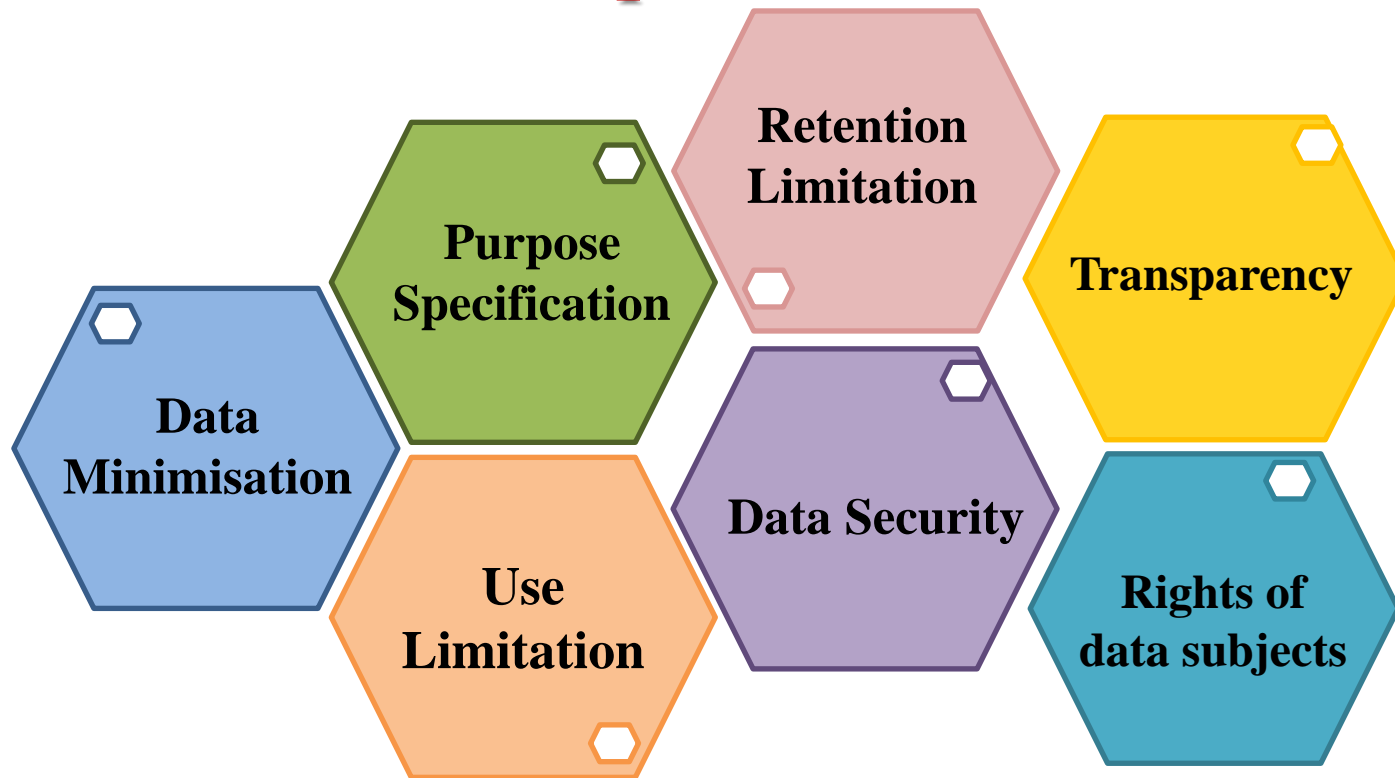 Retention
Limitation
Purpose
Specification
Transparency
Data
Minimisation
Data Security
Use
Limitation
Rights of
data subjects